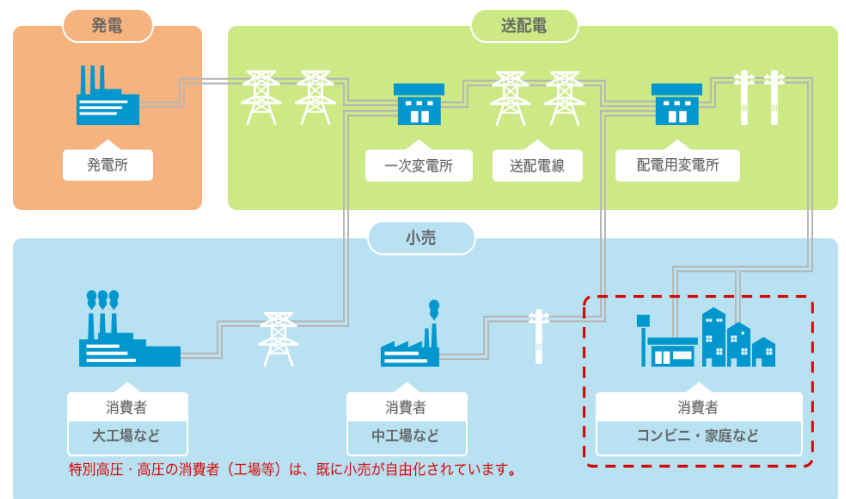 発電
送配電
発電所
一次変電所
送配電線
配電用変電所
小売
消費者
大工場など
消費者
中工場など
消費者
コンビニ・家庭など
特別高圧・高圧の消費者（工場等）は、既に小売が自由化されています。